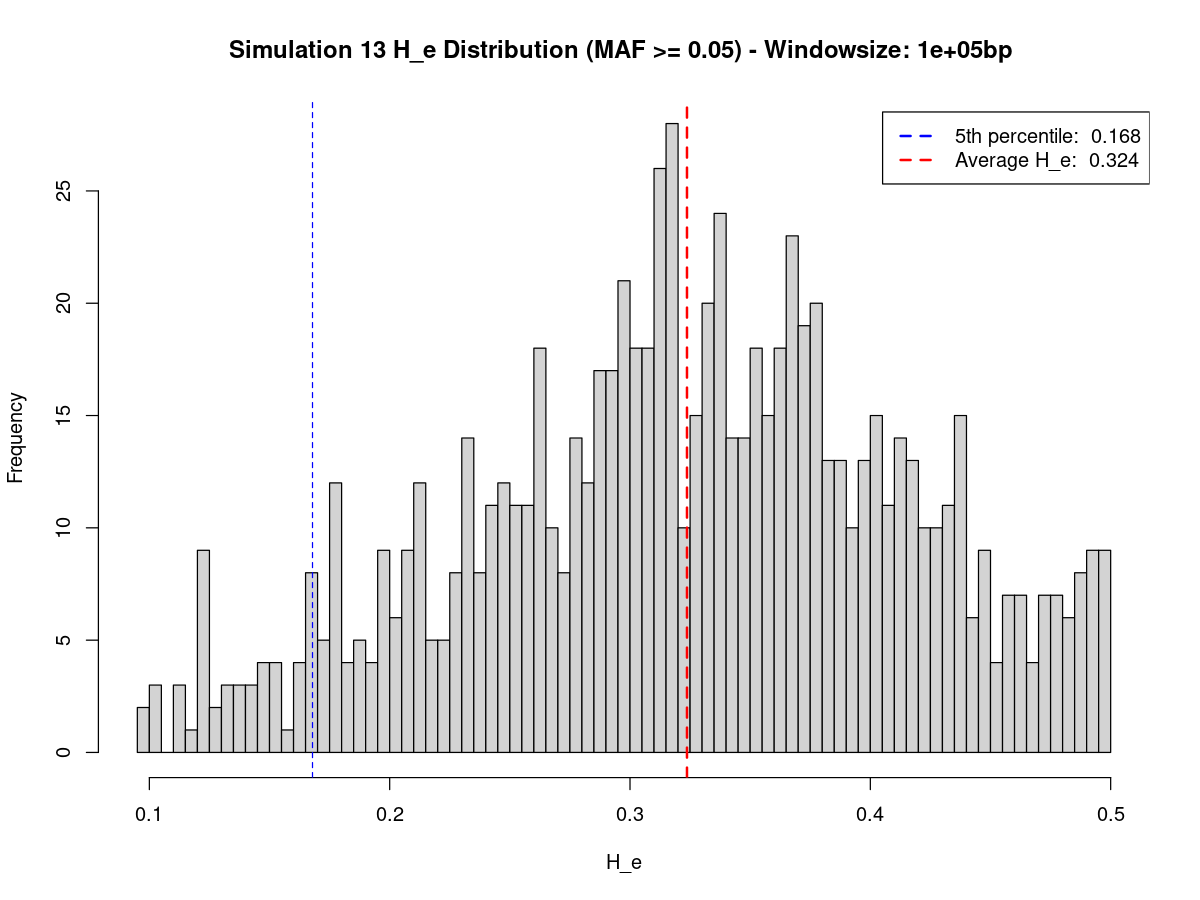 Simulation 13 H_e Distribution (MAF >= 0.05) - Windowsize: 1e+05bp
5th percentile:  0.168
Average H_e:  0.324
Frequency
25
20
15
10
5
0
0.1
0.2
0.3
0.4
0.5
H_e